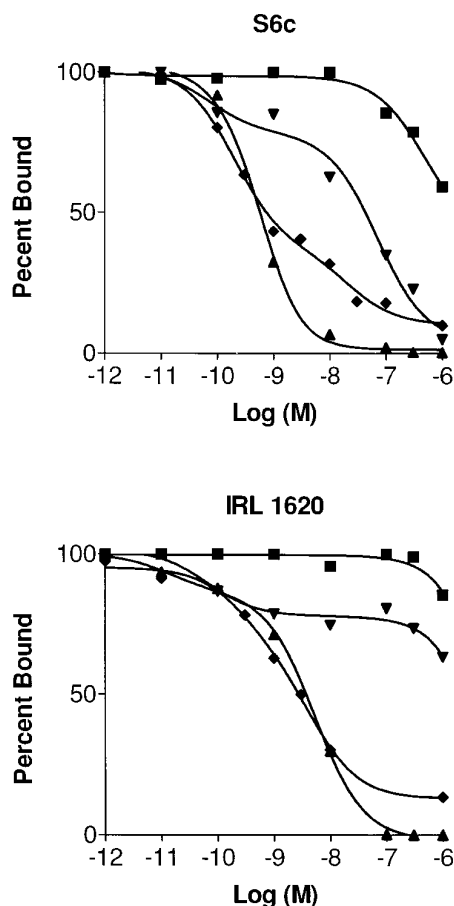 S6c
Pecent Bound
100
50
0
-12 -11 -10 -9 -8 -7 -6
Log (M)
IRL 1620
Percent Bound
100
50
0
-12 -11 -10 -9 -8 -7 -6
Log (M)